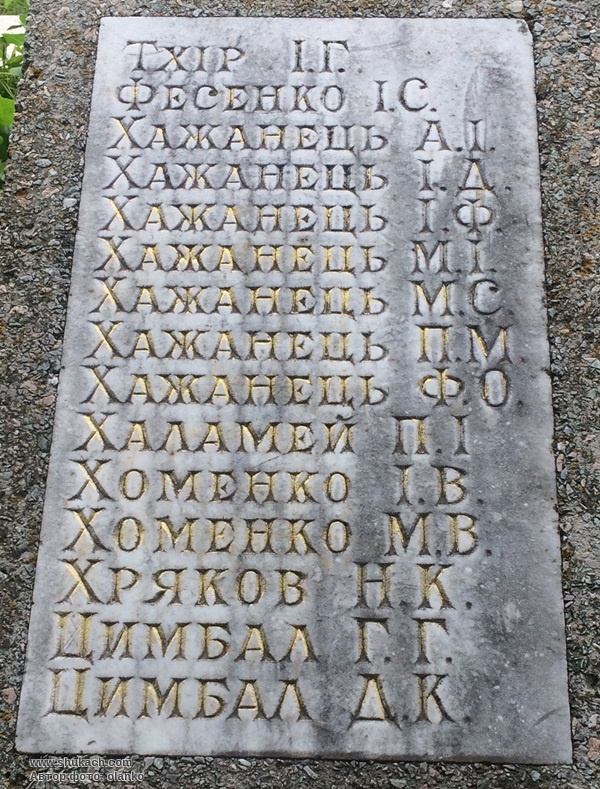 Тхір І.Г.
Фесенко І.С.
Хажанець А.І.
Хажанець І.Д.
Хажанець І.Ф.
Хажанець М.І.
Хажанець М.С.
Хажанець П.М
Хажанець Ф.О.
Халамей П.І
Хоменко І.В.
Хоменко М.В.
Хряков Н.К.
Цимбал Г.Г.
Цимбал Д.К.
www.shukach.com
Автор фото: olanko